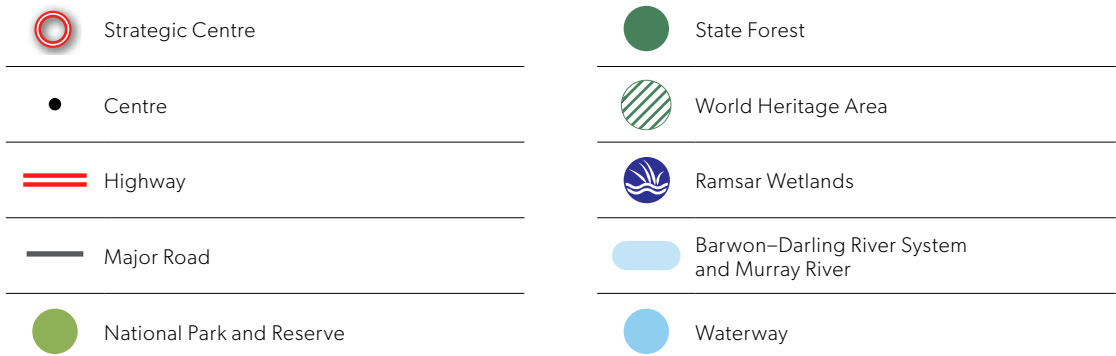 Strategic Centre
Centre
Highway
Major Road
National Park and Reserve
State Forest
World Heritage Area
Ramsar Wetlands
Barwon–Darling River System
and Murray River
Waterway